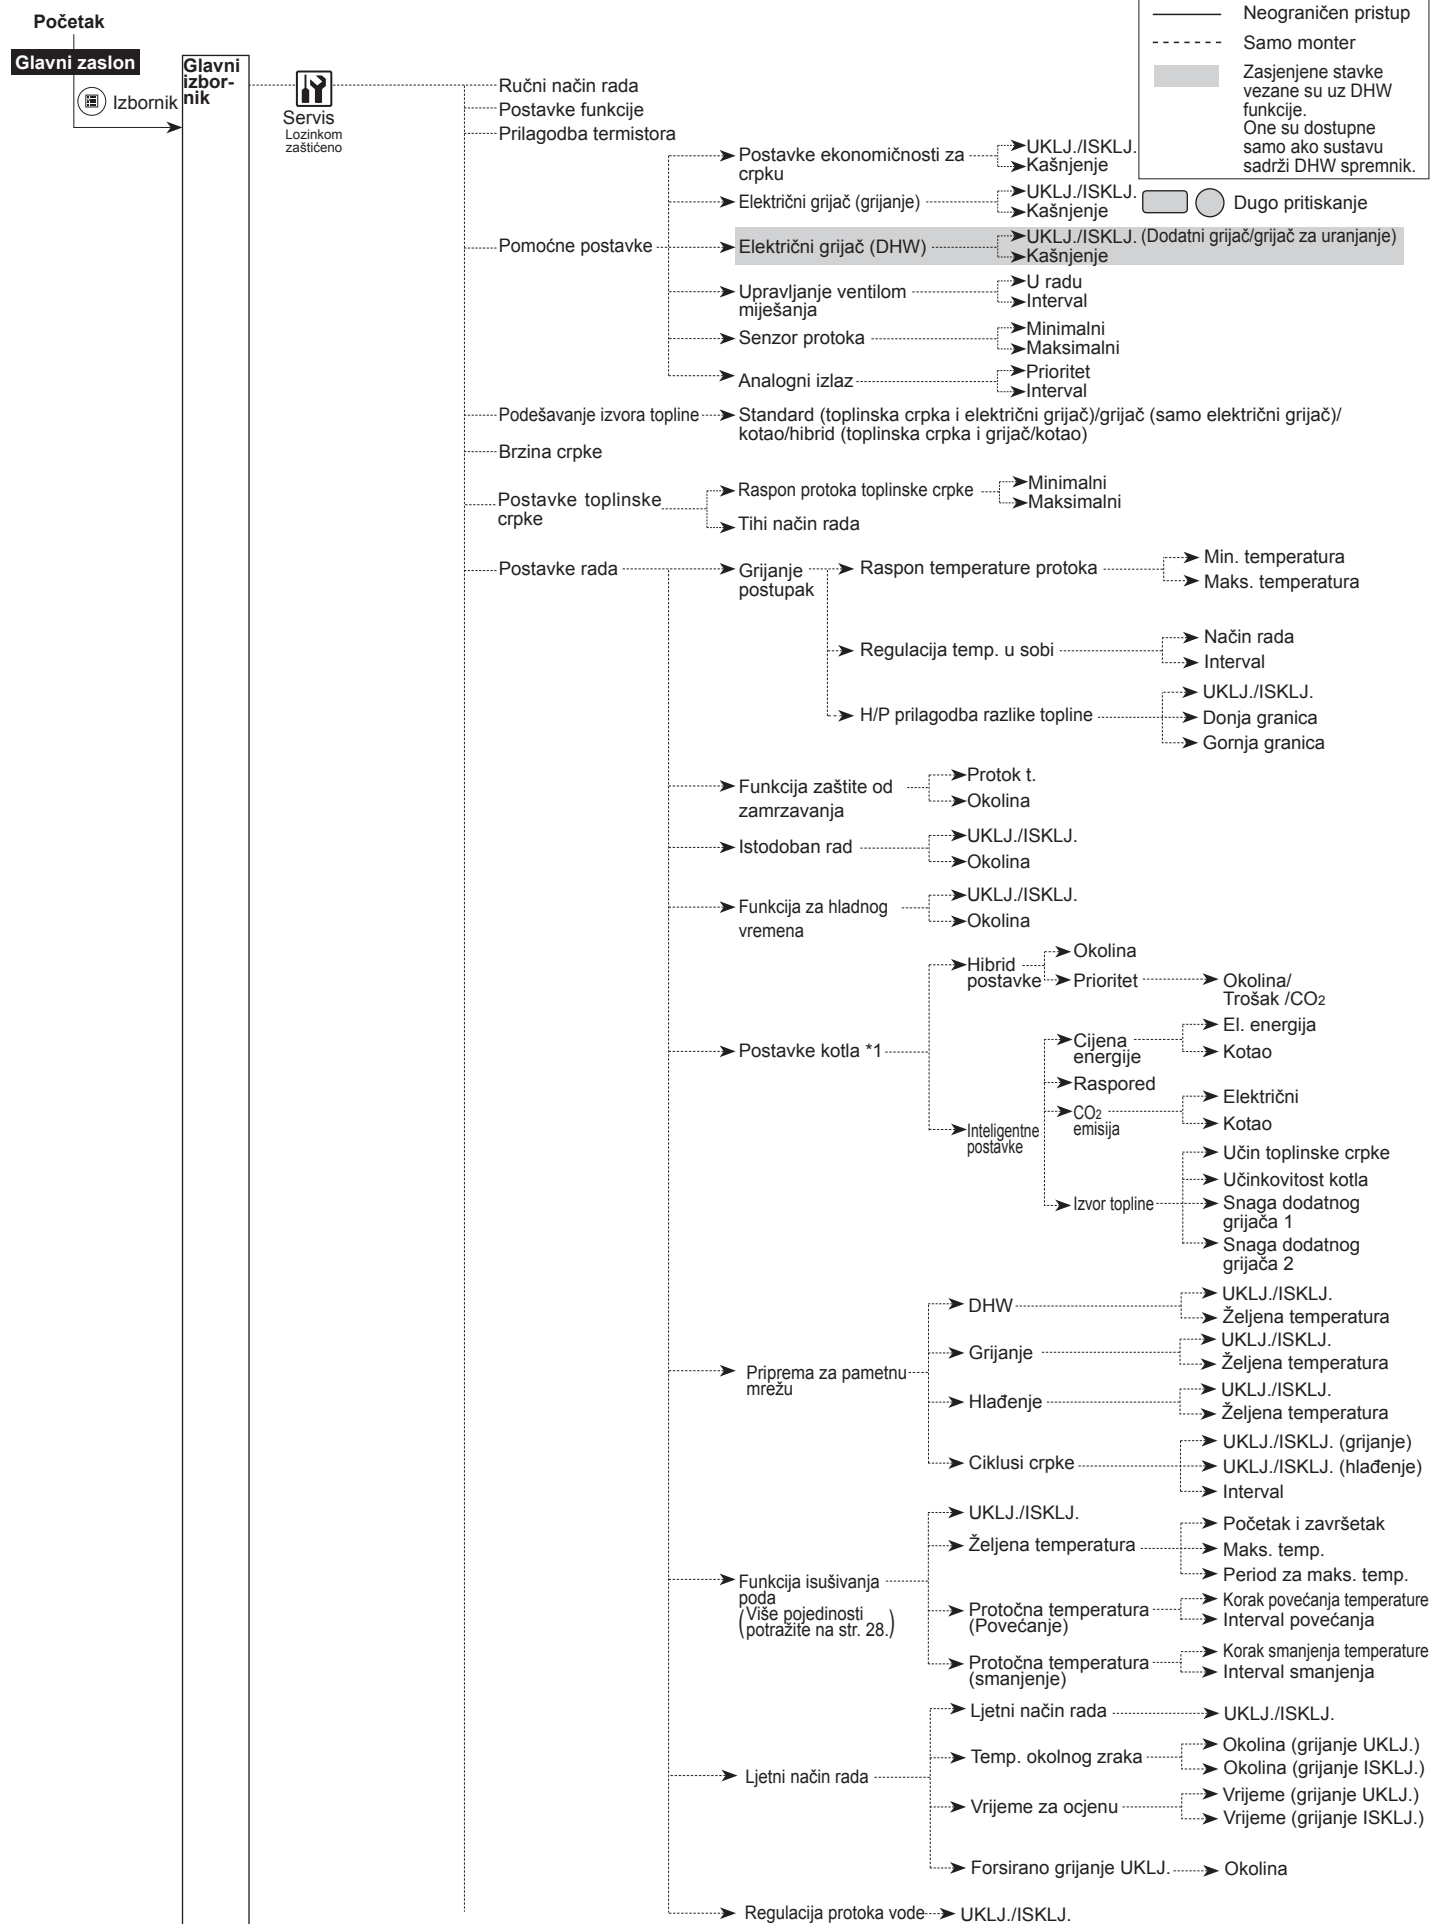 Početak
Glavni zaslon
Izbornik
Glavni
izbor-
nik
Servis
Lozinkom
zaštićeno
Neograničen pristup
Samo monter
Zasjenjene stavke
vezane su uz DHW
funkcije.
One su dostupne
samo ako sustavu
sadrži DHW spremnik.
Dugo pritiskanje
Ručni način rada
Postavke funkcije
Prilagodba termistora
Pomoćne postavke
Postavke ekonomičnosti za
crpku
UKLJ./ISKLJ.
Kašnjenje
Električni grijač (grijanje)
UKLJ./ISKLJ.
Kašnjenje
Električni grijač (DHW)
UKLJ./ISKLJ. (Dodatni grijač/grijač za uranjanje)
Kašnjenje
Upravljanje ventilom
miješanja
U radu
Interval
Senzor protoka
Minimalni
Maksimalni
Analogni izlaz
Prioritet
Interval
Podešavanje izvora topline
Standard (toplinska crpka i električni grijač)/grijač (samo električni grijač)/
kotao/hibrid (toplinska crpka i grijač/kotao)
Brzina crpke
Postavke toplinske
crpke
Raspon protoka toplinske crpke
Minimalni
Maksimalni
Tihi način rada
Postavke rada
Grijanje
postupak
Raspon temperature protoka
Min. temperatura
Maks. temperatura
Regulacija temp. u sobi
Način rada
Interval
H/P prilagodba razlike topline
UKLJ./ISKLJ.
Donja granica
Gornja granica
Funkcija zaštite od
zamrzavanja
Protok t.
Okolina
Istodoban rad
UKLJ./ISKLJ.
Okolina
Funkcija za hladnog
vremena
UKLJ./ISKLJ.
Okolina
Postavke kotla *1
Hibrid
postavke
Okolina
Prioritet
Okolina/
Trošak /CO2
Inteligentne
postavke
Cijena
energije
El. energija
Kotao
Raspored
CO2
emisija
Električni
Kotao
Izvor topline
Učin toplinske crpke
Učinkovitost kotla
Snaga dodatnog
grijača 1
Snaga dodatnog
grijača 2
Priprema za pametnu
mrežu
DHW
UKLJ./ISKLJ.
Željena temperatura
Grijanje
UKLJ./ISKLJ.
Željena temperatura
Hlađenje
UKLJ./ISKLJ.
Željena temperatura
Ciklusi crpke
UKLJ./ISKLJ. (grijanje)
UKLJ./ISKLJ. (hlađenje)
Interval
Funkcija isušivanja
poda
(Više pojedinosti
potražite na str. 28.)
UKLJ./ISKLJ.
Željena temperatura
Početak i završetak
Maks. temp.
Period za maks. temp.
Protočna temperatura
(Povećanje)
Korak povećanja temperature
Interval povećanja
Protočna temperatura
(smanjenje)
Korak smanjenja temperature
Interval smanjenja
Ljetni način rada
Ljetni način rada
UKLJ./ISKLJ.
Temp. okolnog zraka
Okolina (grijanje UKLJ.)
Okolina (grijanje ISKLJ.)
Vrijeme za ocjenu
Vrijeme (grijanje UKLJ.)
Vrijeme (grijanje ISKLJ.)
Forsirano grijanje UKLJ.
Okolina
Regulacija protoka vode
UKLJ./ISKLJ.